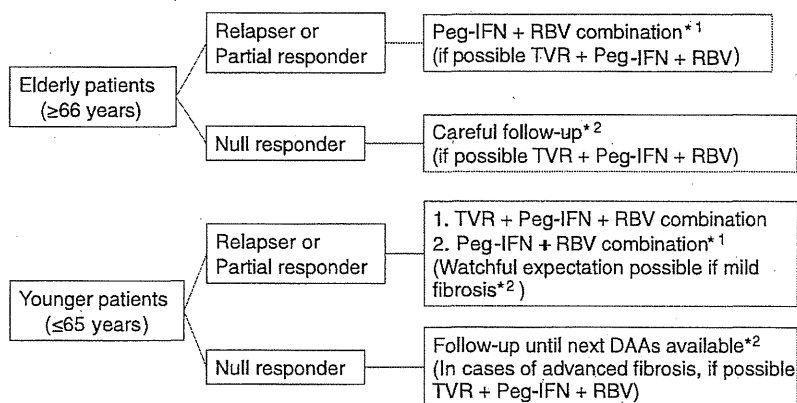 Relapser or
Partial responder
Peg-IFN + RBV combination*1
(if possible TVR + Peg-IFN + RBV)
Elderly patients
(≥66 years)
Null responder
Careful follow-up*2
(if possible TVR + Peg-IFN + RBV)
Relapser or
Partial responder
1. TVR + Peg-IFN + RBV combination
2. Peg-IFN + RBV combination*1
(Watchful expectation possible if mild
fibrosis*2)
Younger patients
(≤65 years)
Null responder
Follow-up until next DAAs available*2
(In cases of advanced fibrosis, if possible
TVR + Peg-IFN + RBV)